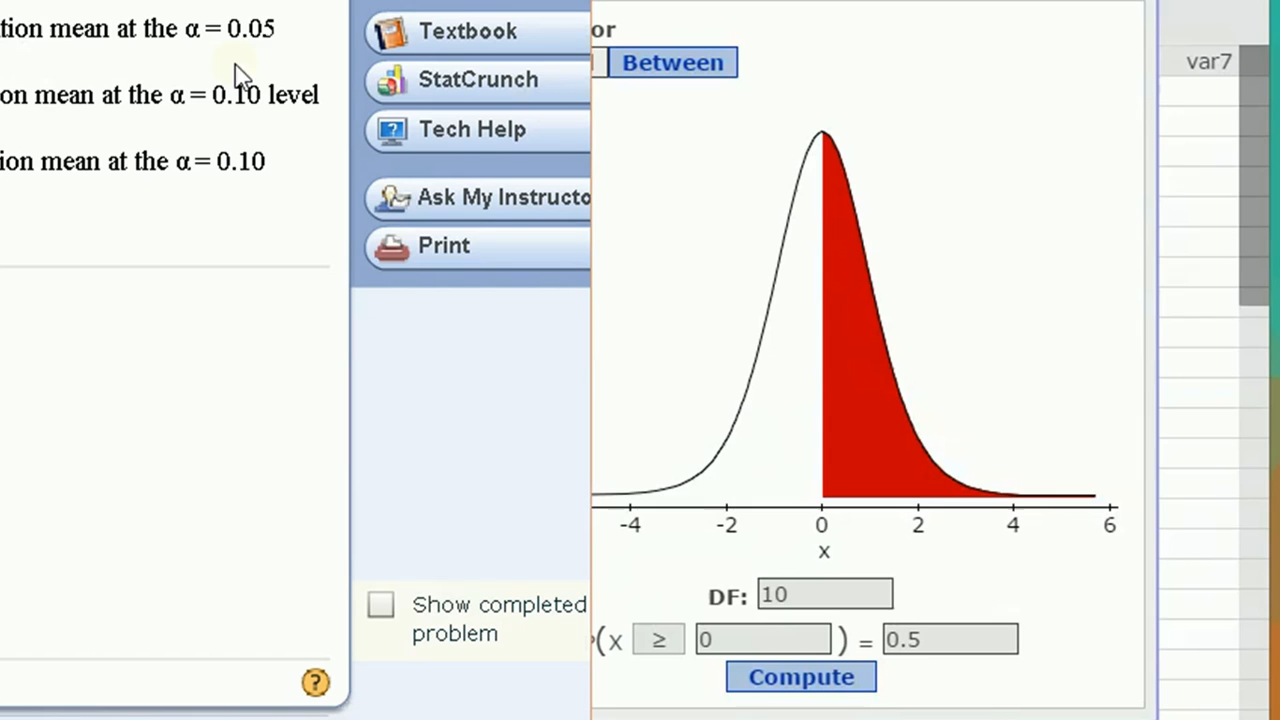 tion mean at the α = 0.05
on mean at the α = 0.10 level
ion mean at the α = 0.10
Textbook
StatCrunch
Tech Help
Ask My Instructo
Print
Show completed
problem
?
or
Between
var7
-4 -2 0 2 4 6
x
DF: 10
(x ≥ 0 ) = 0.5
Compute